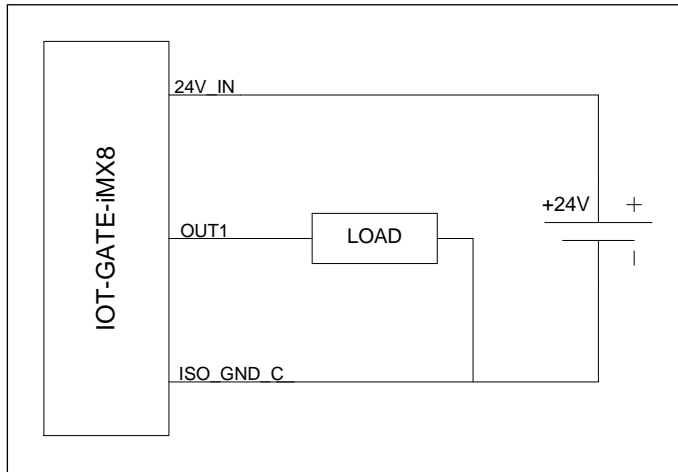 IOT-GATE-iMX8
24V_IN
+24V
+
OUT1
LOAD
–
ISO_GND_C